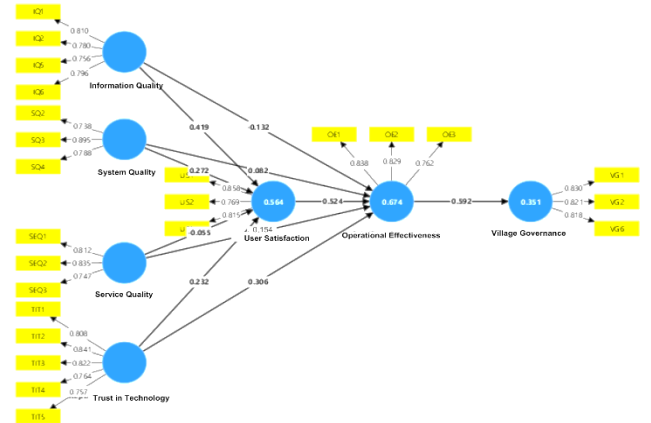 IQ1
0.810
IQ2
0.780
IQ5
0.756
IQ6
0.796
Information Quality
SQ2
0.738
SQ3
0.895
SQ4
0.788
System Quality
0.419
-0.132
0.272
0.082
OE1
OE2
OE3
0.838
0.829
0.762
0.858
US2
0.769
0.815
0.564
User Satisfaction
0.524
0.674
Operational Effectiveness
0.592
0.351
Village Governance
0.830
VG1
0.821
VG2
0.818
VG6
SEQ1
0.812
SEQ2
0.835
SEQ3
0.747
Service Quality
-0.055
0.154
0.232
0.306
TIT1
0.808
TIT2
0.841
TIT3
0.822
TIT4
0.764
TIT5
0.757
Trust in Technology